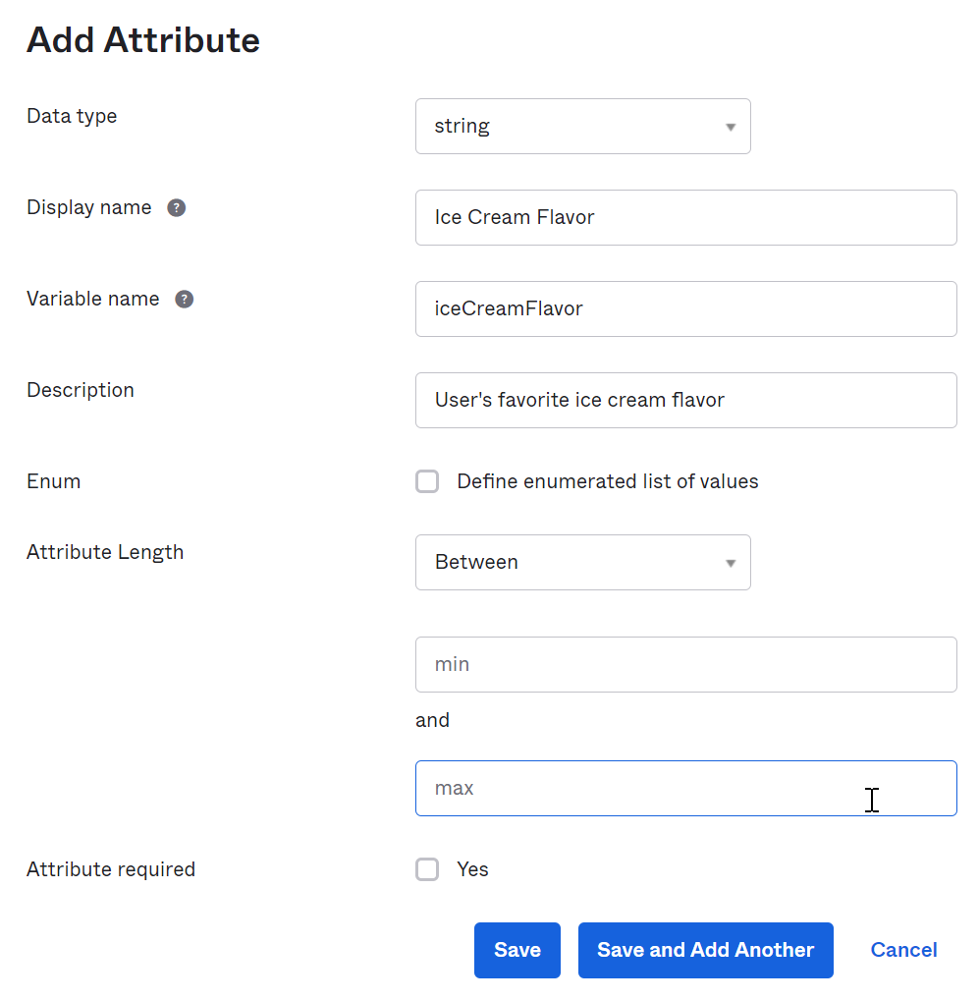 Add Attribute
Data type
string
Display name ?
Ice Cream Flavor
Variable name ?
iceCreamFlavor
Description
User's favorite ice cream flavor
Enum
Define enumerated list of values
Attribute Length
Between
min
and
max
Attribute required
Yes
Save
Save and Add Another
Cancel